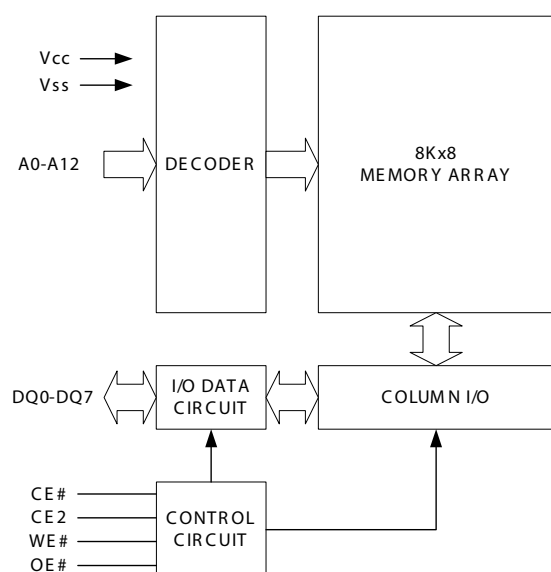 Vcc
Vss
A0-A12
DECODER
8Kx8
MEMORY ARRAY
DQ0-DQ7
I/O DATA
CIRCUIT
COLUMN I/O
CE#
CE2
WE#
OE#
CONTROL
CIRCUIT